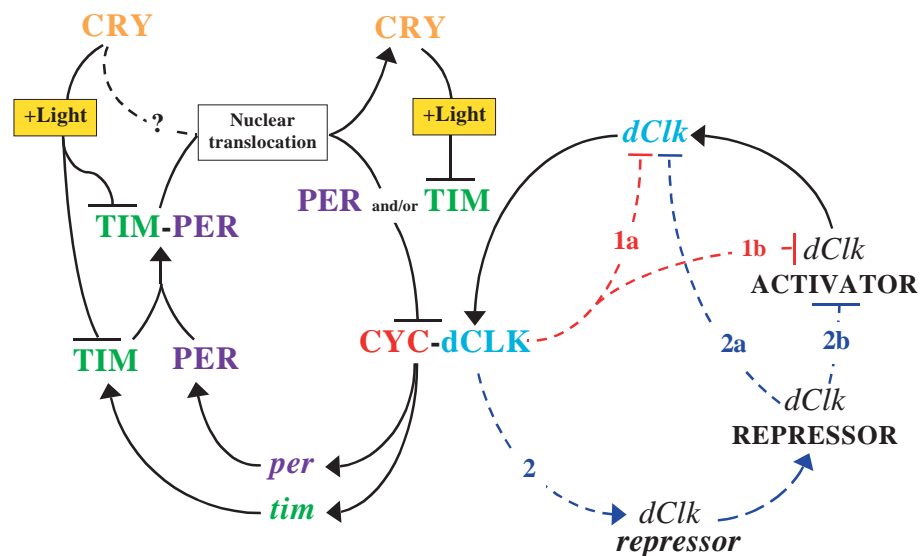 CRY
CRY
+Light
?
Nuclear
translocation
+Light
dClk
PER and/or TIM
TIM-PER
1a
1b
dClk
ACTIVATOR
CYC-dCLK
TIM
PER
2a
2b
dClk
REPRESSOR
per
2
tim
dClk
repressor